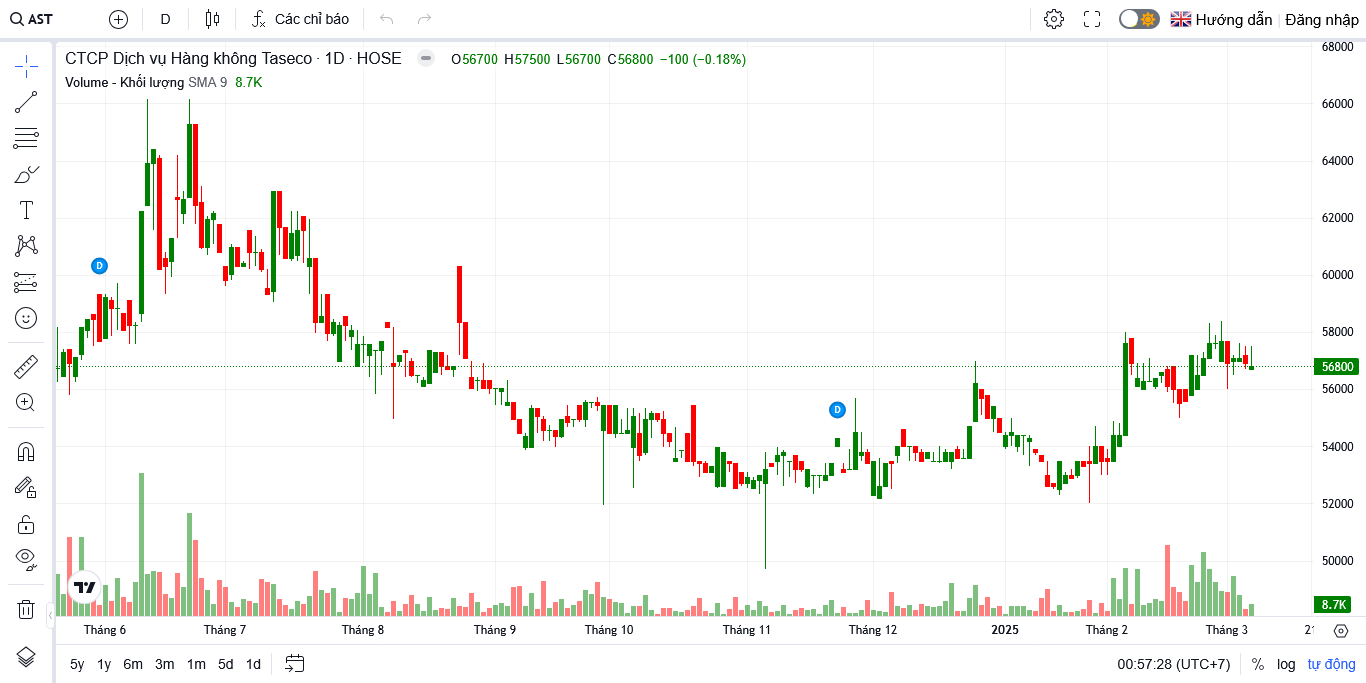 AST D Các chỉ báo Hướng dẫn Đăng nhập
CTCP Dịch vụ Hàng không Taseco · 1D · HOSE O56700 H57500 L56700 C56800 −100 (−0.18%)
Volume - Khối lượng SMA 9 8.7K
68000
66000
64000
62000
60000
58000
56800
56000
54000
52000
50000
8.7K
D
D
Tháng 6 Tháng 7 Tháng 8 Tháng 9 Tháng 10 Tháng 11 Tháng 12 2025 Tháng 2 Tháng 3
5y 1y 6m 3m 1m 5d 1d 00:57:28 (UTC+7) % log tự động